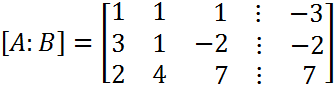 [A:B] = [1 1 1 ⋮ −3
3 1 −2 ⋮ −2
2 4 7 ⋮ 7]